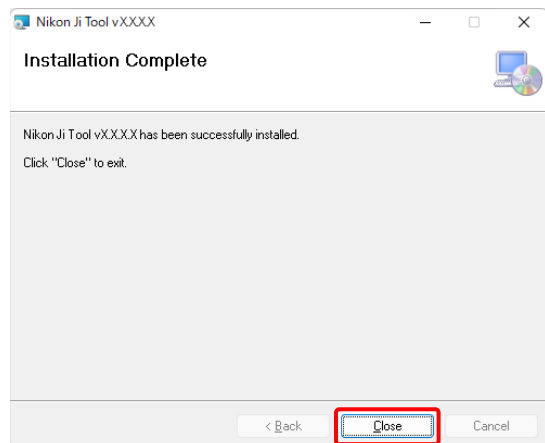 Nikon Ji Tool vXXXX
Installation Complete
Nikon Ji Tool vX.X.X.X has been successfully installed.
Click "Close" to exit.
< Back
Close
Cancel